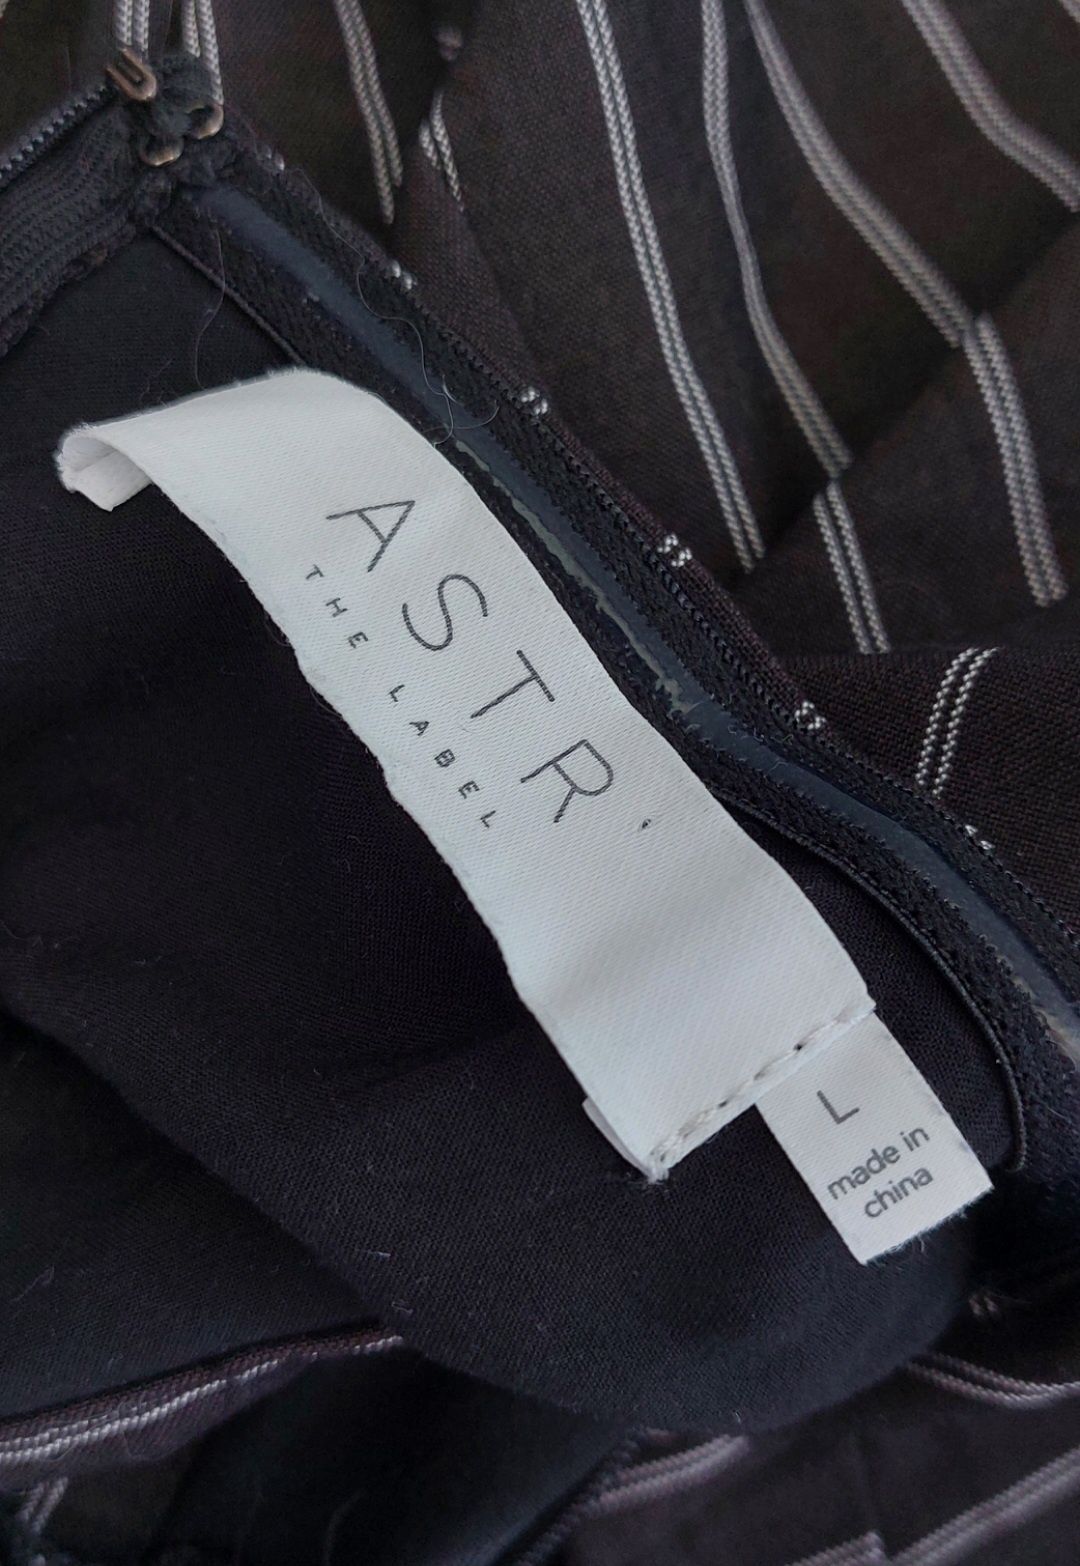 ASTR
THE LABEL
L
made in
china